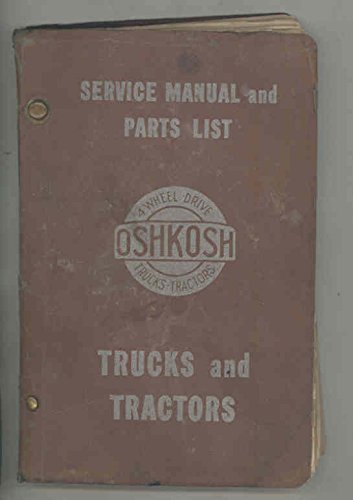 SERVICE MANUAL and
PARTS LIST
4 WHEEL DRIVE
OSHKOSH
TRUCKS-TRACTORS
TRUCKS and
TRACTORS